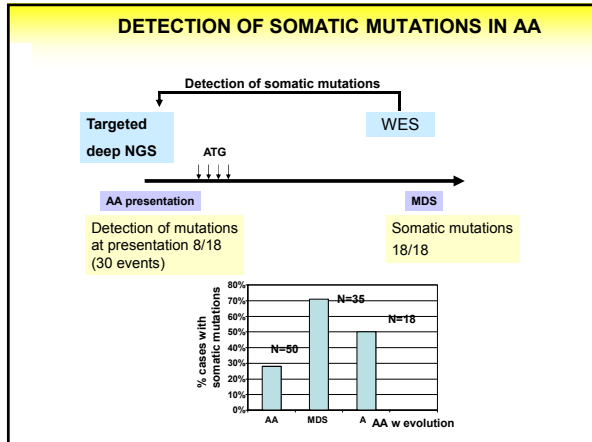 DETECTION OF SOMATIC MUTATIONS IN AA
Detection of somatic mutations
Targeted
deep NGS
WES
ATG
AA presentation
MDS
Detection of mutations
at presentation 8/18
(30 events)
Somatic mutations
18/18
% cases with
somatic mutations
80%
70%
60%
50%
40%
30%
20%
10%
0%
N=50
N=35
N=18
AA
MDS
A
AA w evolution